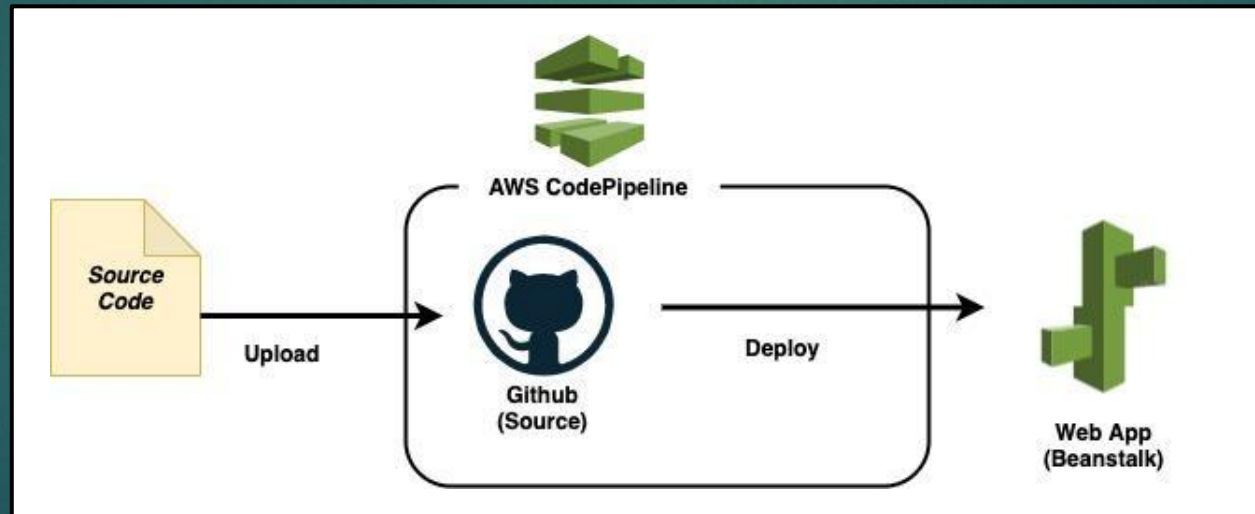 AWS CodePipeline
Source
Code
Upload
Github
(Source)
Deploy
Web App
(Beanstalk)